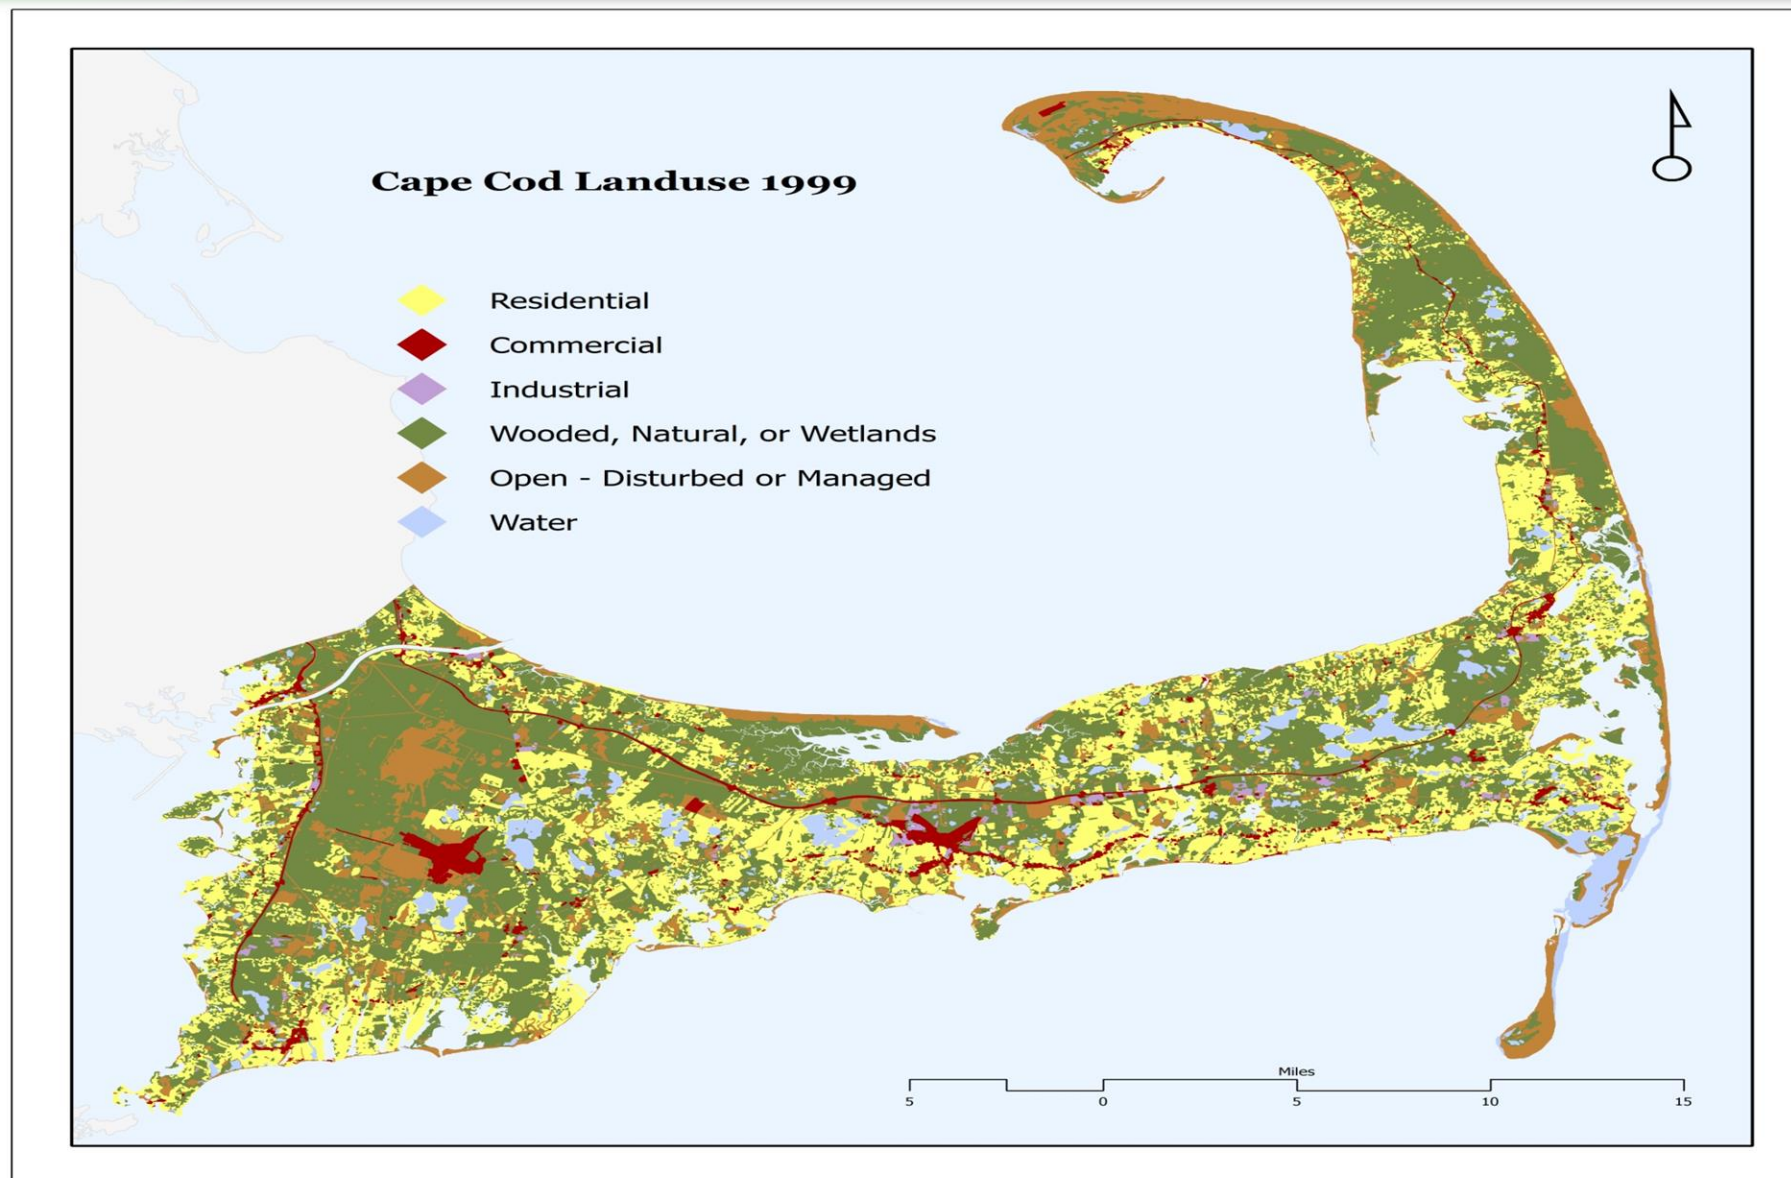 Cape Cod Landuse 1999
Residential
Commercial
Industrial
Wooded, Natural, or Wetlands
Open - Disturbed or Managed
Water
Miles
5 0 5 10 15